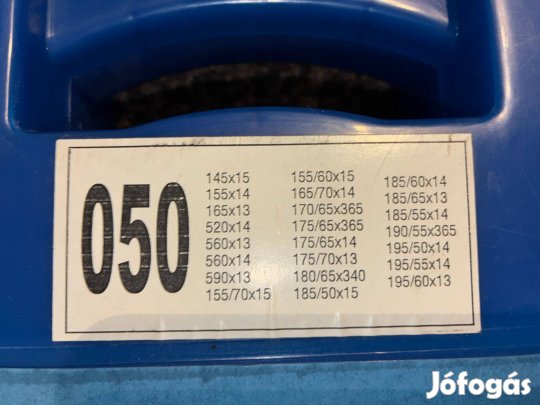 050
145x15
155x14
165x13
520x14
560x13
560x14
590x13
155/70x15
155/60x15
165/70x14
170/65x365
175/65x365
175/65x14
175/70x13
180/65x340
185/50x15
185/60x14
185/65x13
185/55x14
190/55x365
195/50x14
195/55x14
195/60x13
Jófogás